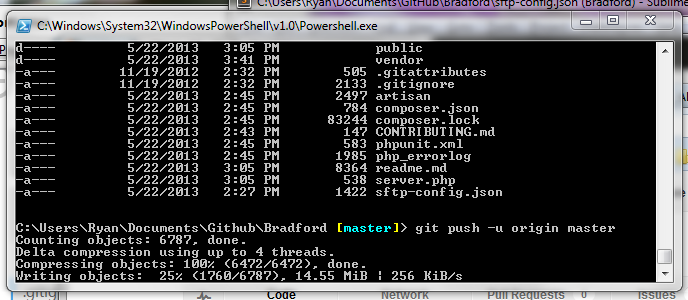 C:\Users\Ryan\Documents\GitHub\Bradford\sftp-config.json (Bradford) - Sublime
C:\Windows\System32\WindowsPowerShell\v1.0\Powershell.exe
d---- 5/22/2013 3:05 PM public
d---- 5/22/2013 3:41 PM vendor
-a--- 11/19/2012 2:32 PM 505 .gitattributes
-a--- 11/19/2012 2:32 PM 2133 .gitignore
-a--- 5/22/2013 2:45 PM 2497 artisan
-a--- 5/22/2013 2:45 PM 784 composer.json
-a--- 5/22/2013 3:05 PM 83244 composer.lock
-a--- 5/22/2013 2:43 PM 147 CONTRIBUTING.md
-a--- 5/22/2013 2:45 PM 583 phpunit.xml
-a--- 5/22/2013 2:45 PM 1985 php_errorlog
-a--- 5/22/2013 3:05 PM 8364 readme.md
-a--- 5/22/2013 3:05 PM 538 server.php
-a--- 5/22/2013 2:27 PM 1422 sftp-config.json
C:\Users\Ryan\Documents\Github\Bradford [master]> git push -u origin master
Counting objects: 6787, done.
Delta compression using up to 4 threads.
Compressing objects: 100% (6472/6472), done.
Writing objects: 25% (1760/6787), 14.55 MiB | 256 KiB/s
.gitig
Code Network Pull Requests 0 Issues